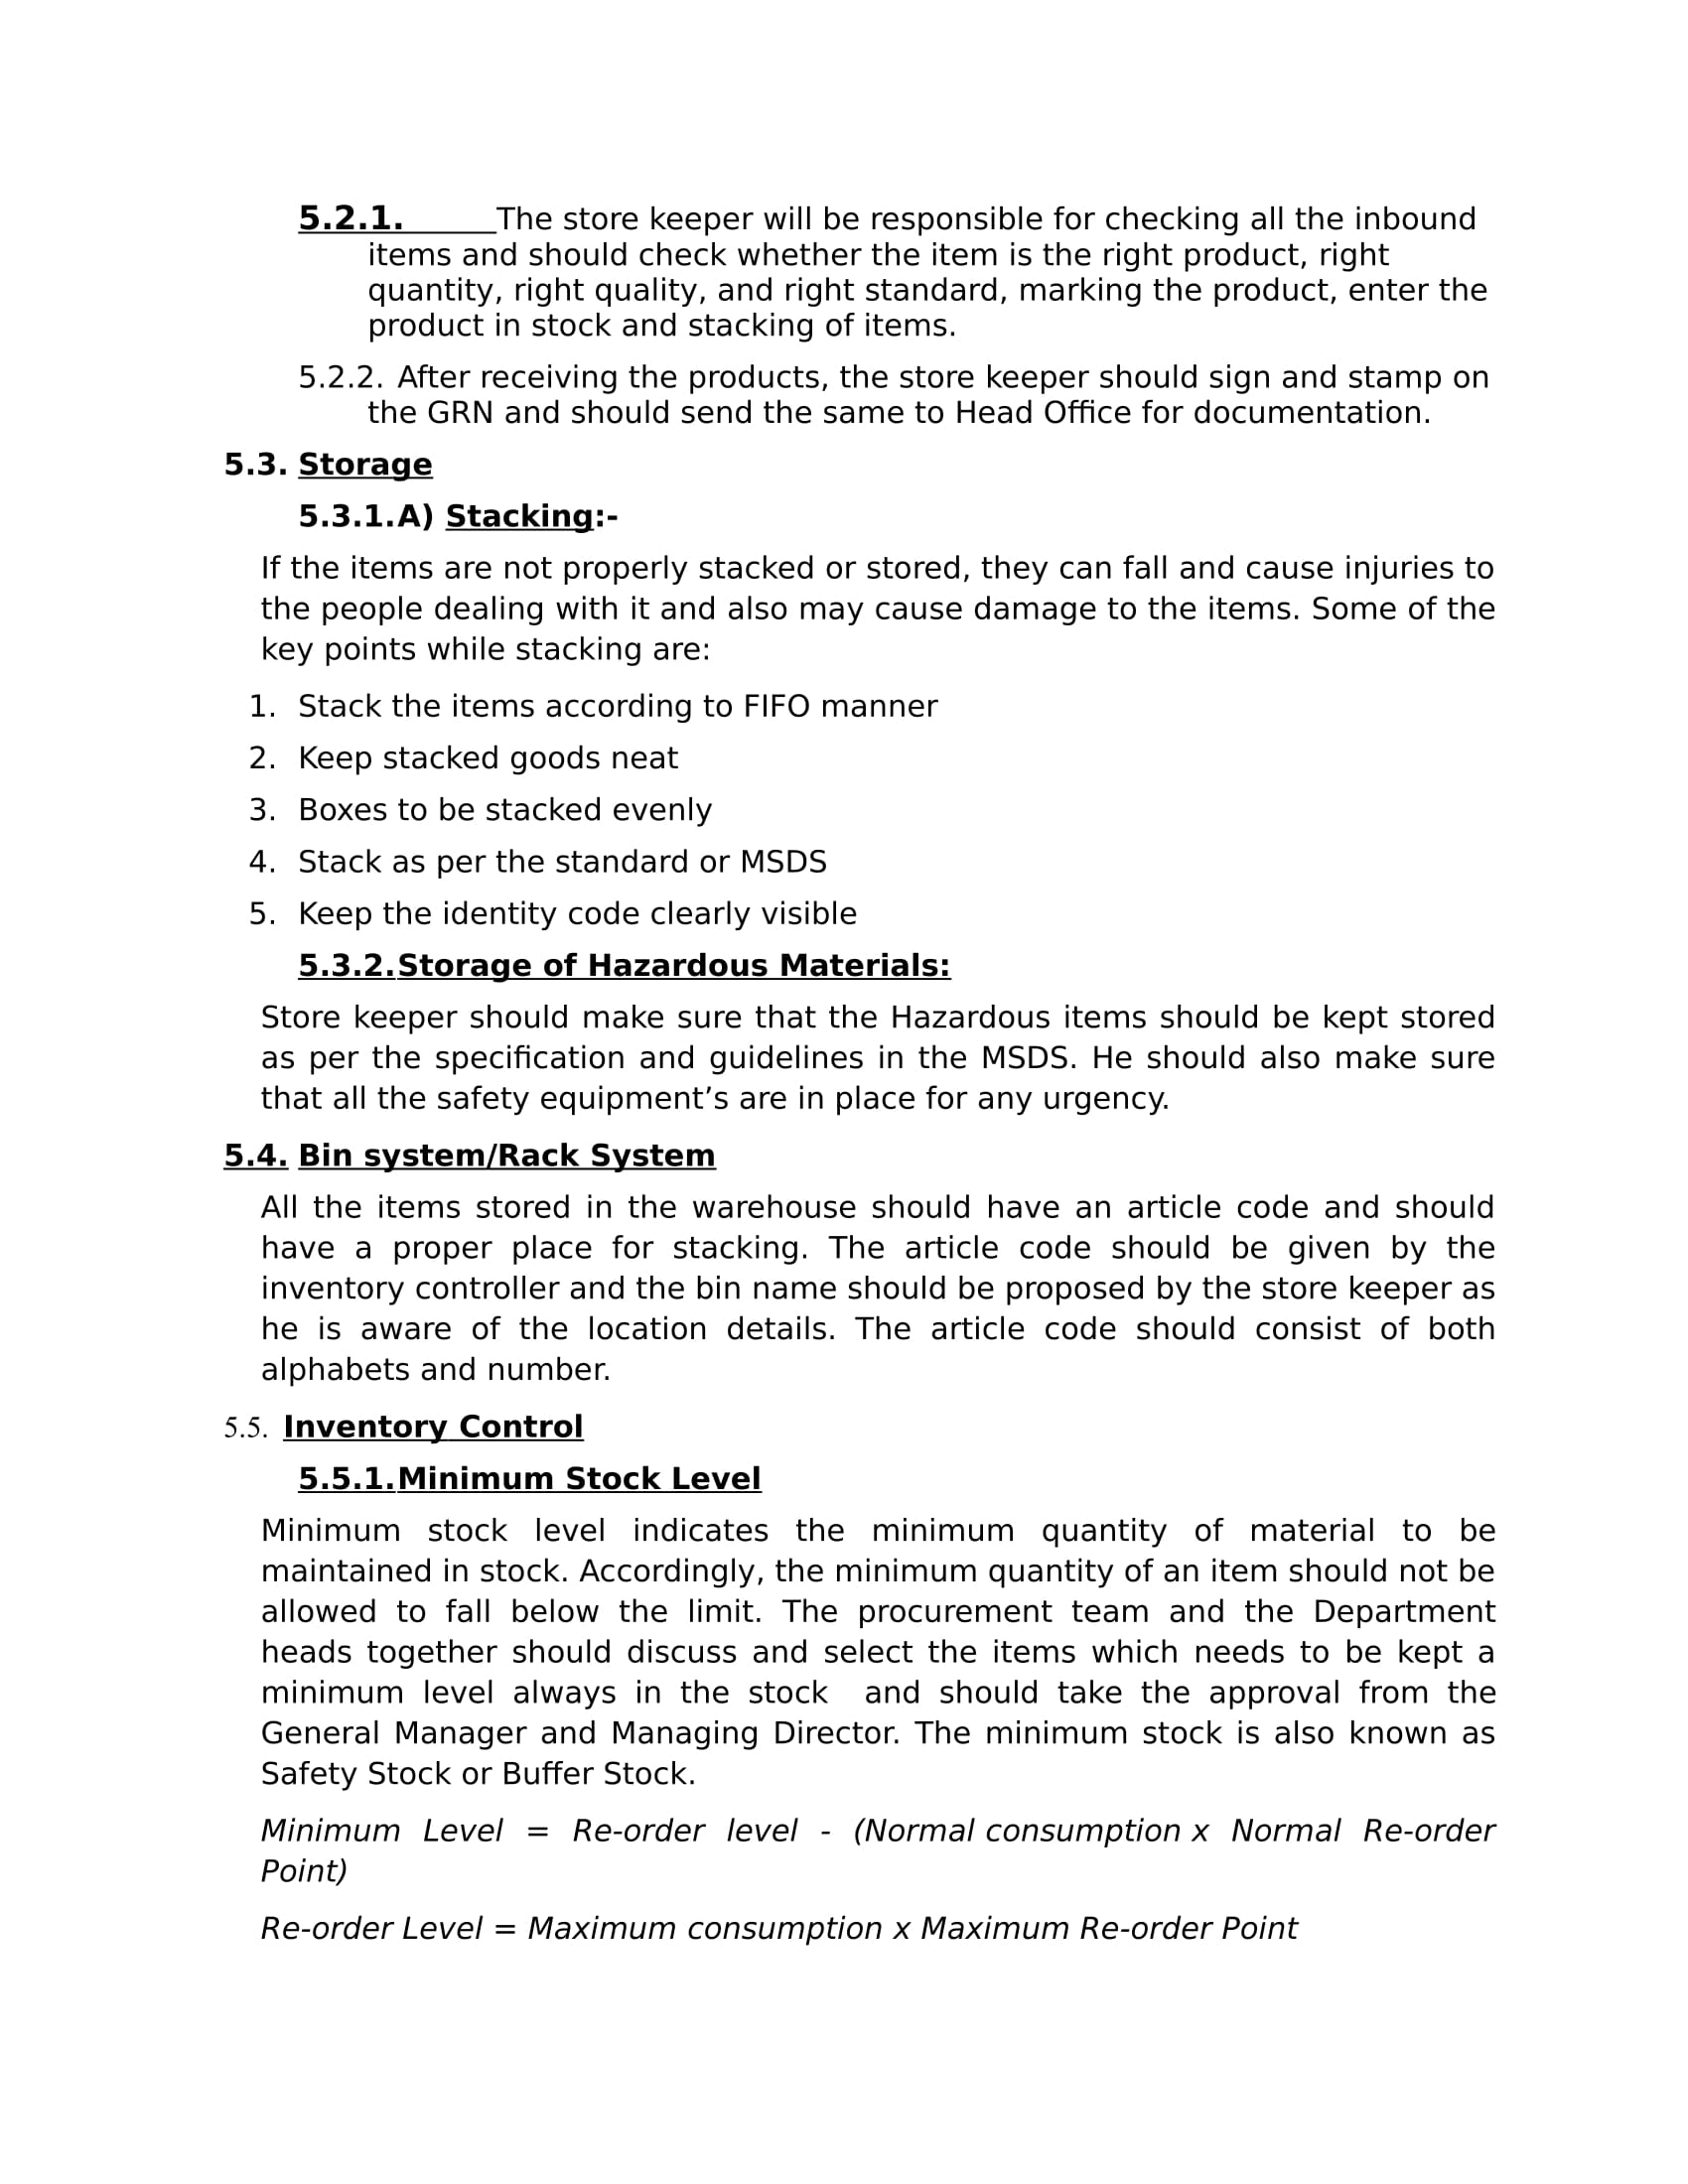 5.2.1. The store keeper will be responsible for checking all the inbound
items and should check whether the item is the right product, right
quantity, right quality, and right standard, marking the product, enter the
product in stock and stacking of items.
5.2.2. After receiving the products, the store keeper should sign and stamp on
the GRN and should send the same to Head Office for documentation.
5.3. Storage
5.3.1.A) Stacking:-
If the items are not properly stacked or stored, they can fall and cause injuries to
the people dealing with it and also may cause damage to the items. Some of the
key points while stacking are:
1. Stack the items according to FIFO manner
2. Keep stacked goods neat
3. Boxes to be stacked evenly
4. Stack as per the standard or MSDS
5. Keep the identity code clearly visible
5.3.2.Storage of Hazardous Materials:
Store keeper should make sure that the Hazardous items should be kept stored
as per the specification and guidelines in the MSDS. He should also make sure
that all the safety equipment’s are in place for any urgency.
5.4. Bin system/Rack System
All the items stored in the warehouse should have an article code and should
have a proper place for stacking. The article code should be given by the
inventory controller and the bin name should be proposed by the store keeper as
he is aware of the location details. The article code should consist of both
alphabets and number.
5.5. Inventory Control
5.5.1.Minimum Stock Level
Minimum stock level indicates the minimum quantity of material to be
maintained in stock. Accordingly, the minimum quantity of an item should not be
allowed to fall below the limit. The procurement team and the Department
heads together should discuss and select the items which needs to be kept a
minimum level always in the stock and should take the approval from the
General Manager and Managing Director. The minimum stock is also known as
Safety Stock or Buffer Stock.
Minimum Level = Re-order level - (Normal consumption x Normal Re-order
Point)
Re-order Level = Maximum consumption x Maximum Re-order Point